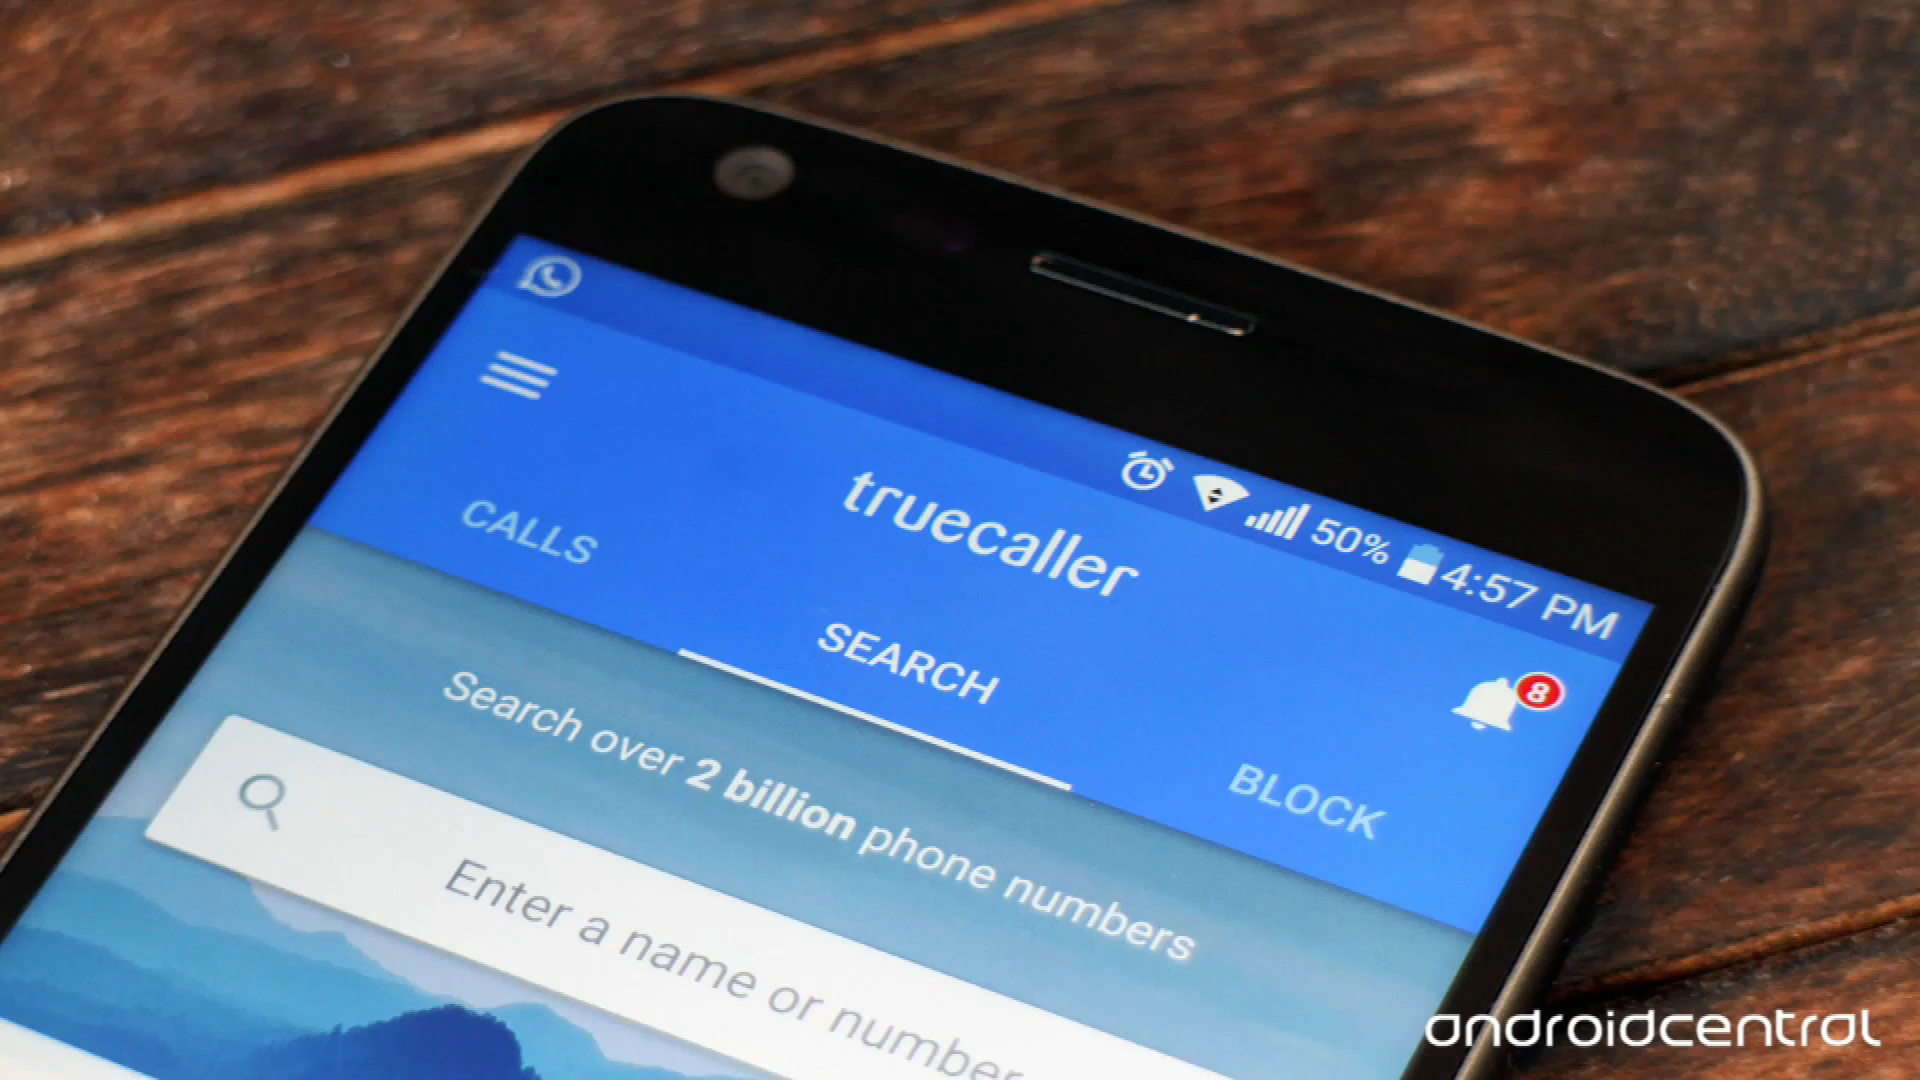 50% 4:57 PM
truecaller
8
CALLS
SEARCH
BLOCK
Search over 2 billion phone numbers
Enter a name or number
androidcentral